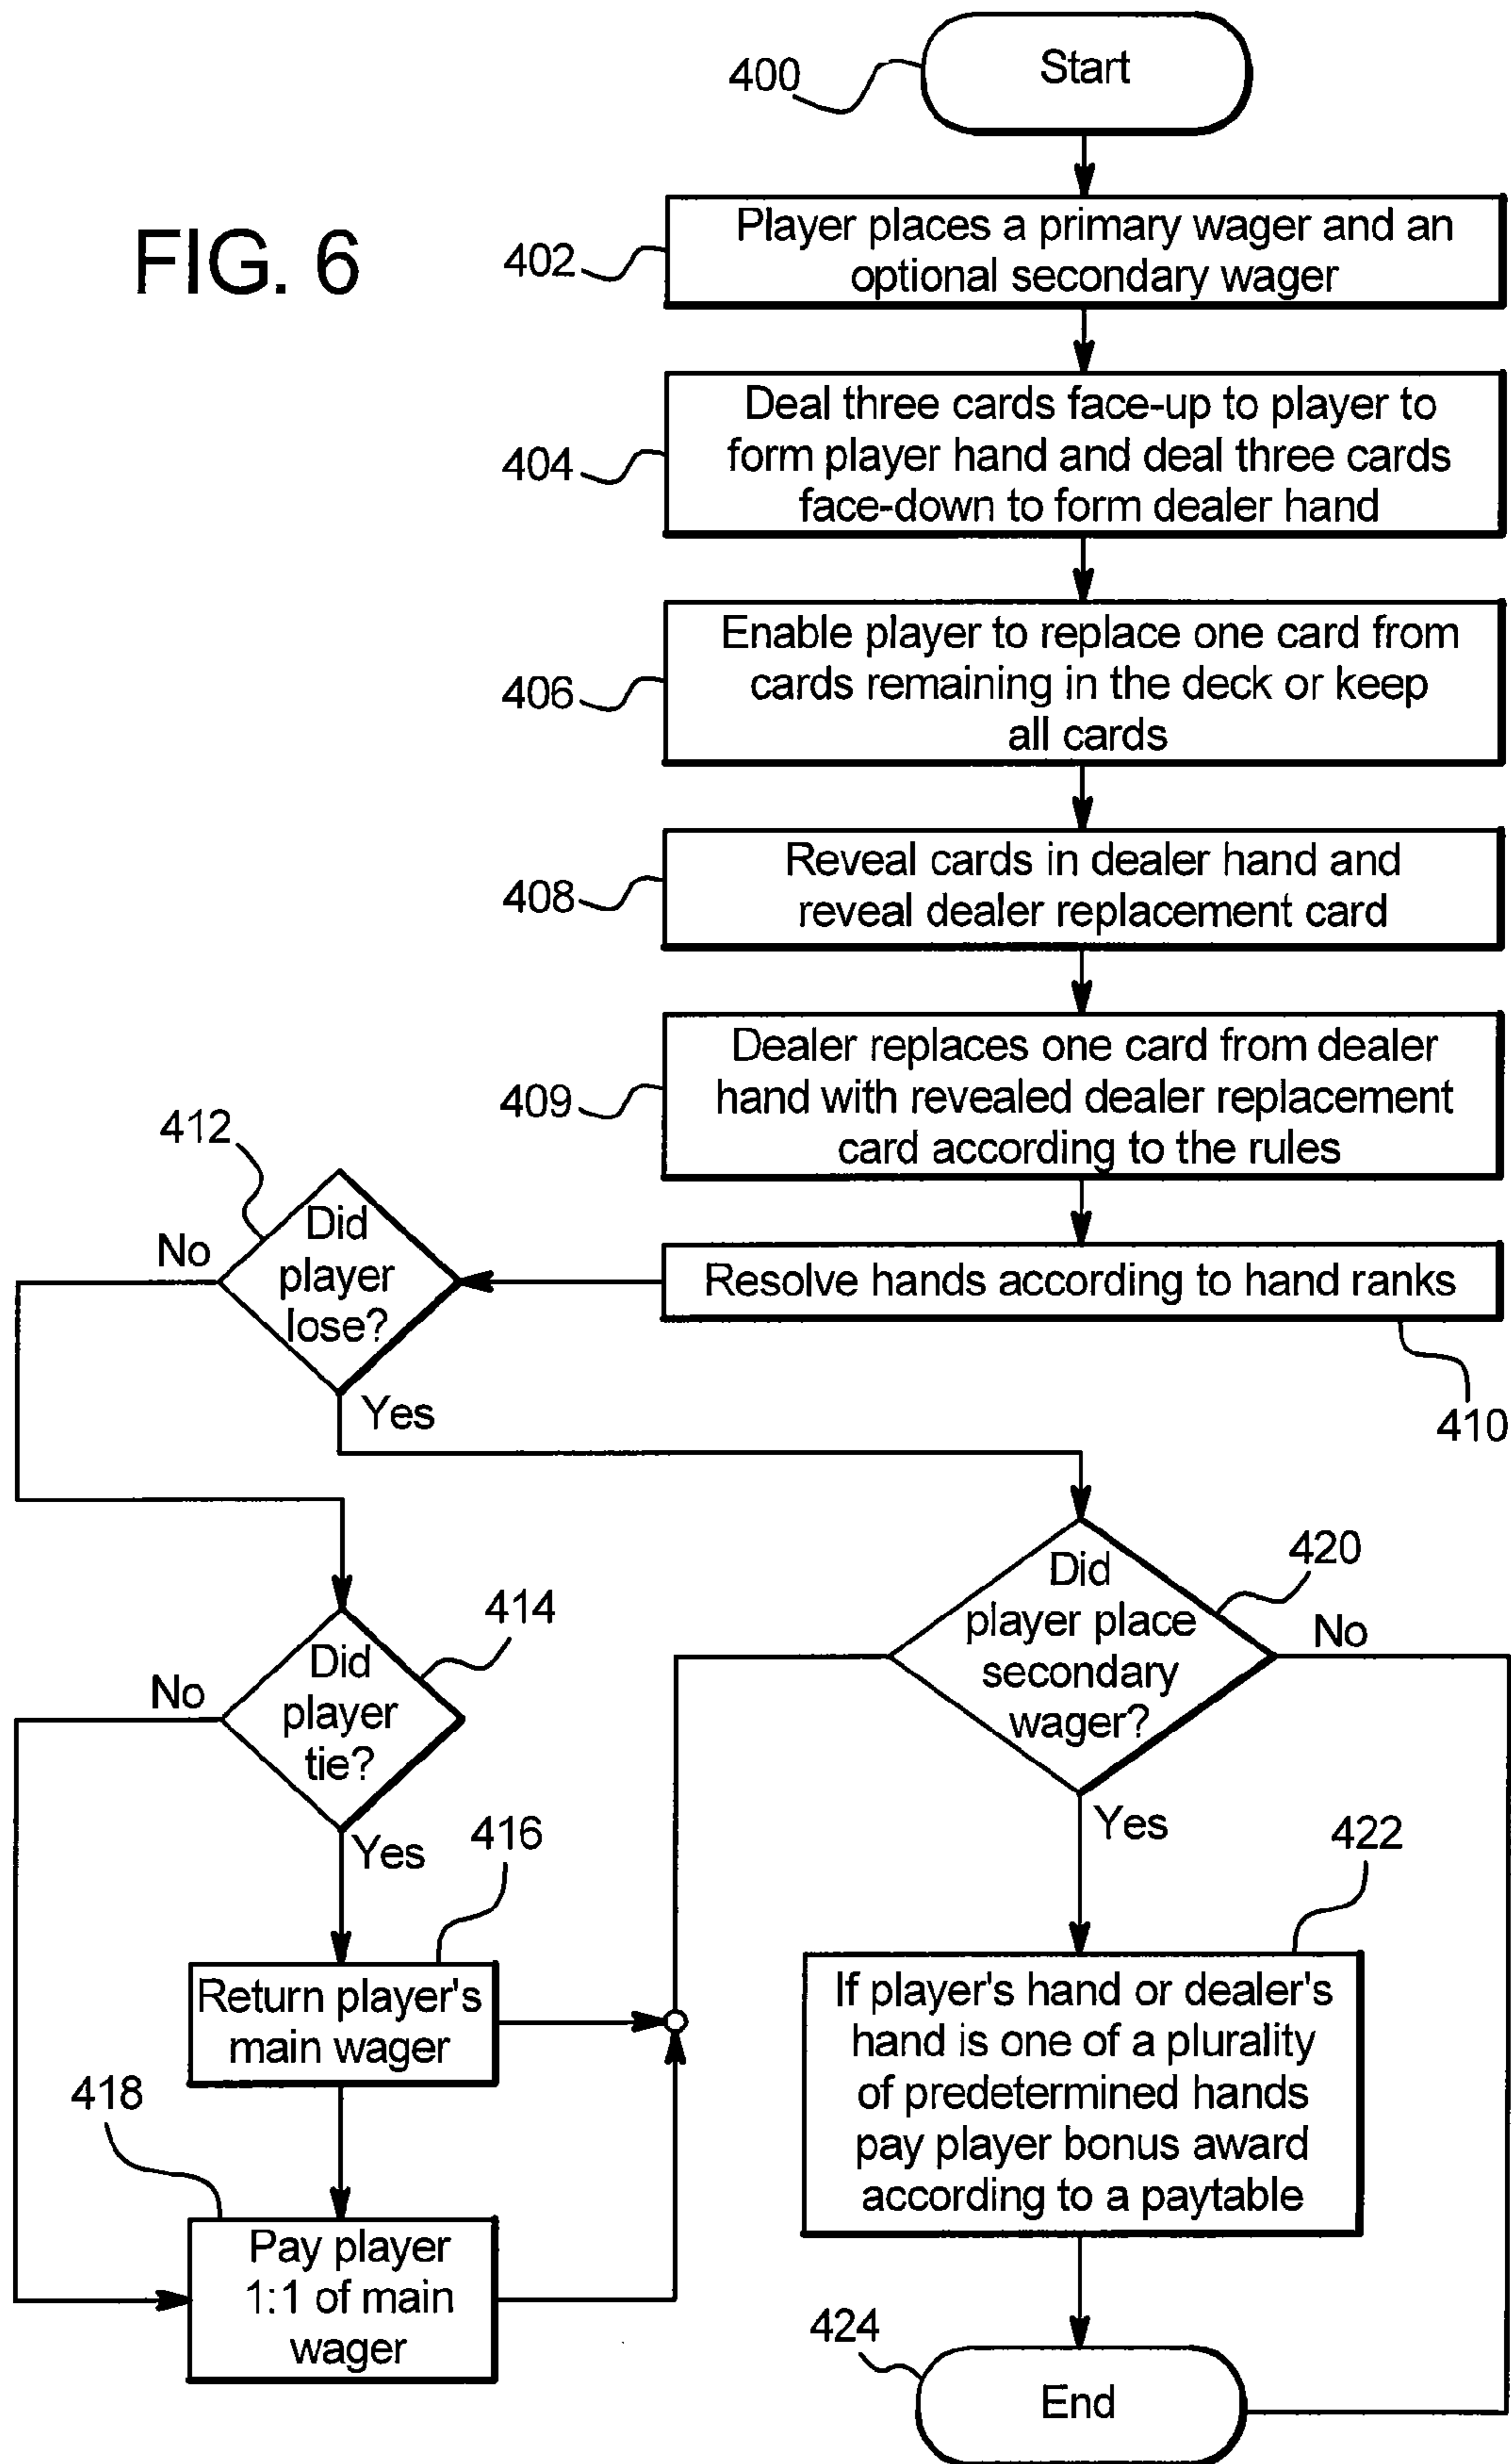 FIG. 6
400
Start
402
Player places a primary wager and an
optional secondary wager
404
Deal three cards face-up to player to
form player hand and deal three cards
face-down to form dealer hand
406
Enable player to replace one card from
cards remaining in the deck or keep
all cards
408
Reveal cards in dealer hand and
reveal dealer replacement card
409
Dealer replaces one card from dealer
hand with revealed dealer replacement
card according to the rules
410
Resolve hands according to hand ranks
412
Did
player
lose?
No
Yes
414
Did
player
tie?
No
Yes
416
Return player's
main wager
418
Pay player
1:1 of main
wager
420
Did
player place
secondary
wager?
No
Yes
422
If player's hand or dealer's
hand is one of a plurality
of predetermined hands
pay player bonus award
according to a paytable
424
End